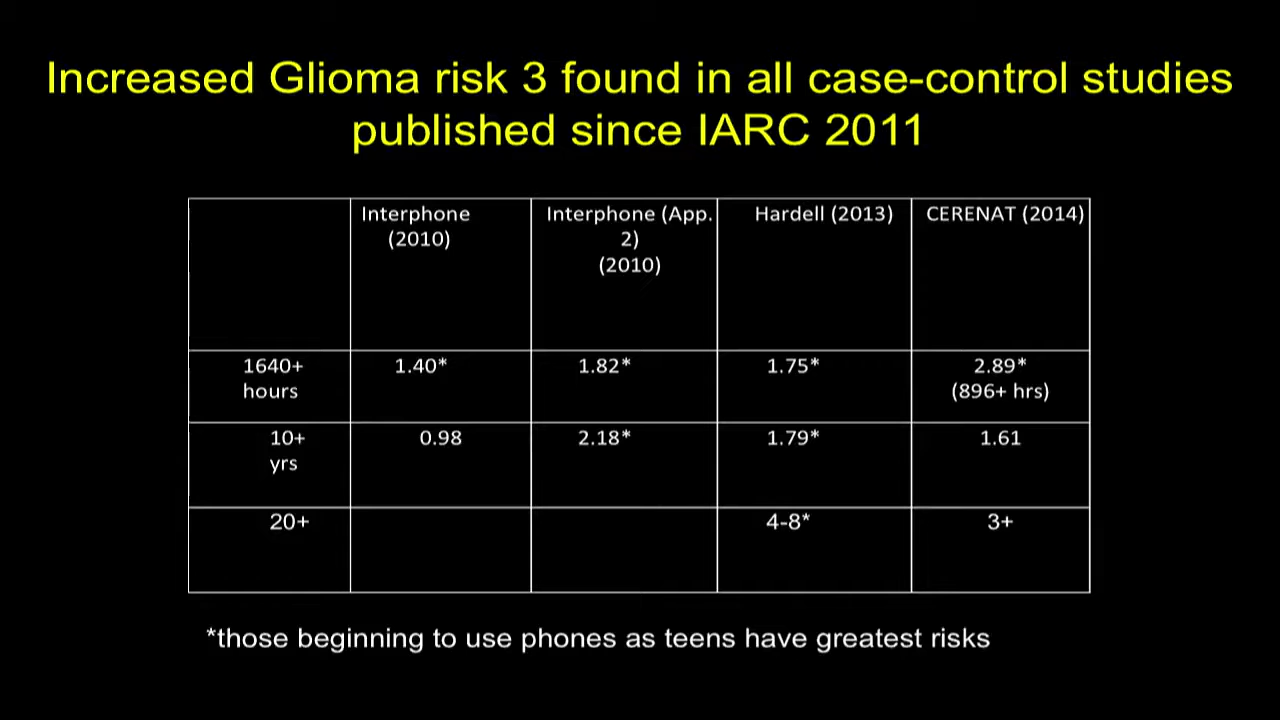 Increased Glioma risk 3 found in all case-control studies
published since IARC 2011
Interphone
(2010)
Interphone (App.
2)
(2010)
Hardell (2013)
CERENAT (2014)
1640+
hours
1.40*
1.82*
1.75*
2.89*
(896+ hrs)
10+
yrs
0.98
2.18*
1.79*
1.61
20+
4-8*
3+
*those beginning to use phones as teens have greatest risks